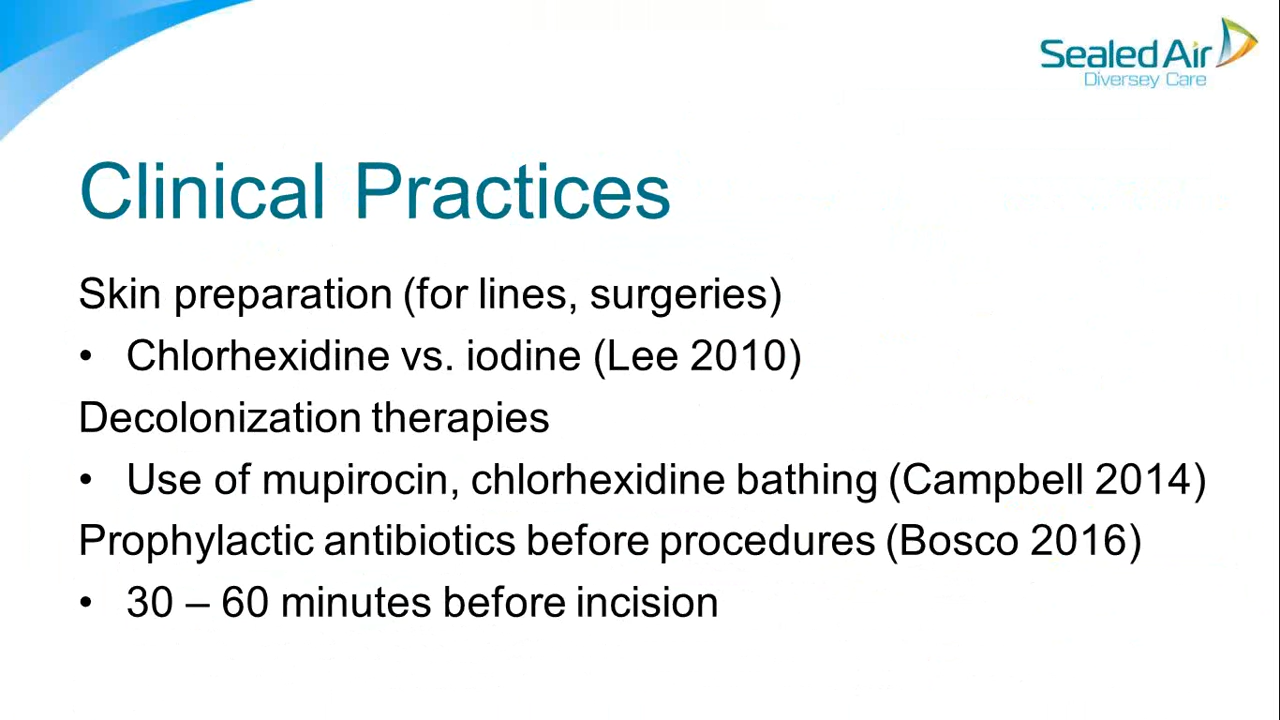 Sealed Air
Diversey Care
Clinical Practices
Skin preparation (for lines, surgeries)
• Chlorhexidine vs. iodine (Lee 2010)
Decolonization therapies
• Use of mupirocin, chlorhexidine bathing (Campbell 2014)
Prophylactic antibiotics before procedures (Bosco 2016)
• 30 – 60 minutes before incision